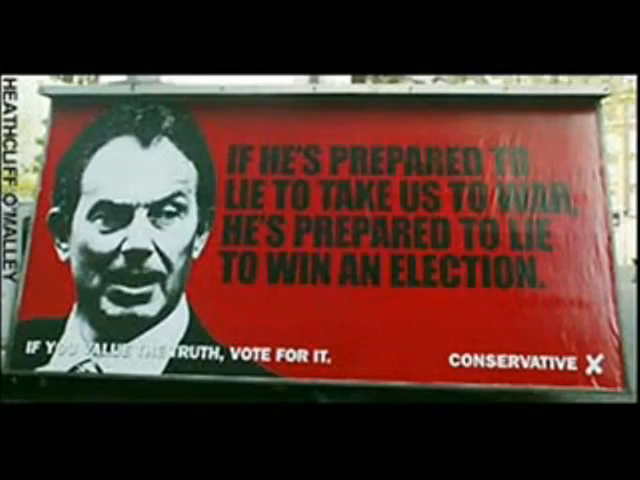 HEATHCLIFF O'MALLEY
IF HE'S PREPARED TO
LIE TO TAKE US TO WAR,
HE'S PREPARED TO LIE
TO WIN AN ELECTION.
IF YOU VALUE THE TRUTH, VOTE FOR IT.
CONSERVATIVE X